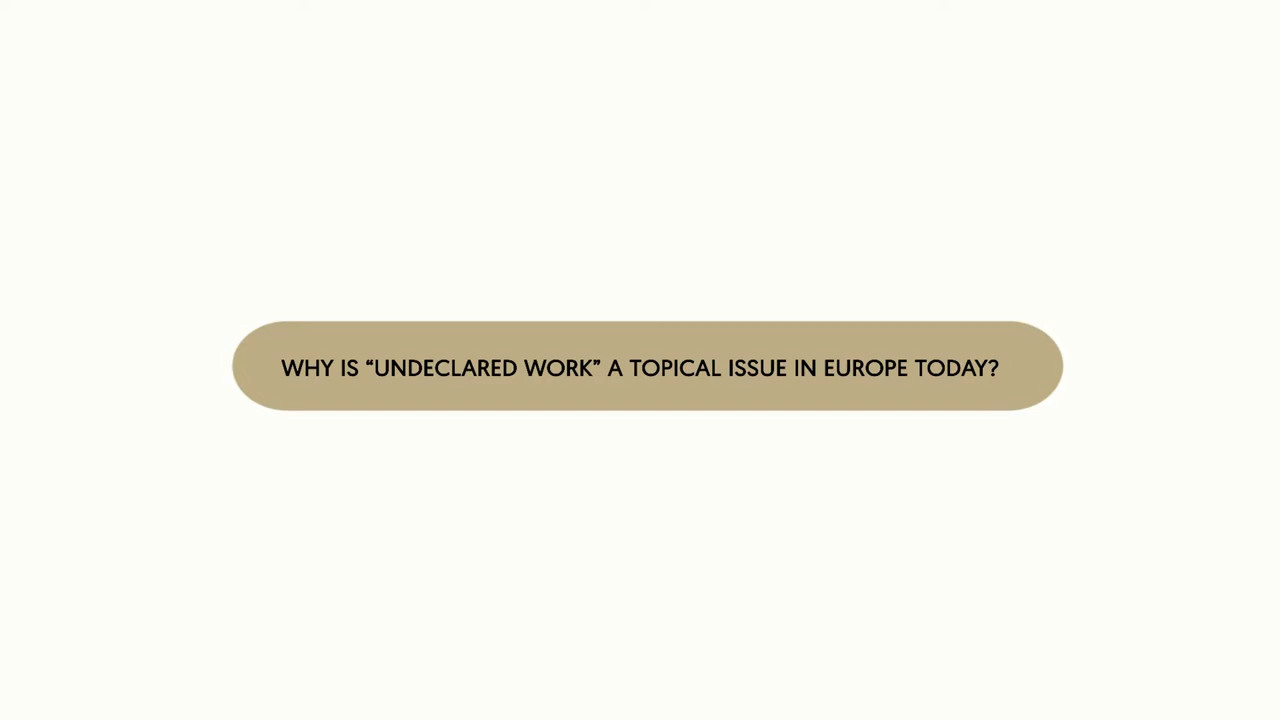 WHY IS “UNDECLARED WORK” A TOPICAL ISSUE IN EUROPE TODAY?